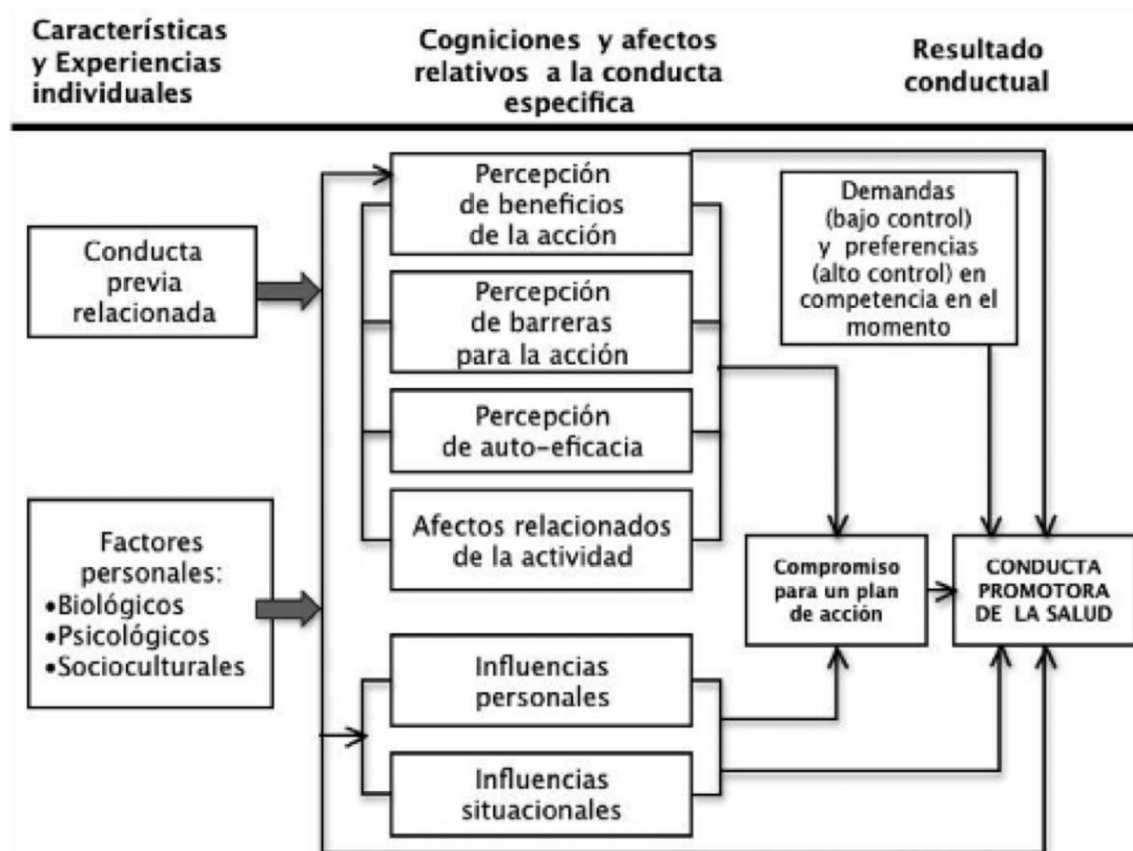 Características
y Experiencias
individuales
Cogniciones y afectos
relativos a la conducta
especifica
Resultado
conductual
Conducta
previa
relacionada
Factores
personales:
•Biológicos
•Psicológicos
•Socioculturales
Percepción
de beneficios
de la acción
Percepción
de barreras
para la acción
Percepción
de auto-eficacia
Afectos relacionados
de la actividad
Influencias
personales
Influencias
situacionales
Demandas
(bajo control)
y preferencias
(alto control) en
competencia en el
momento
Compromiso
para un plan
de acción
CONDUCTA
PROMOTORA
DE LA SALUD